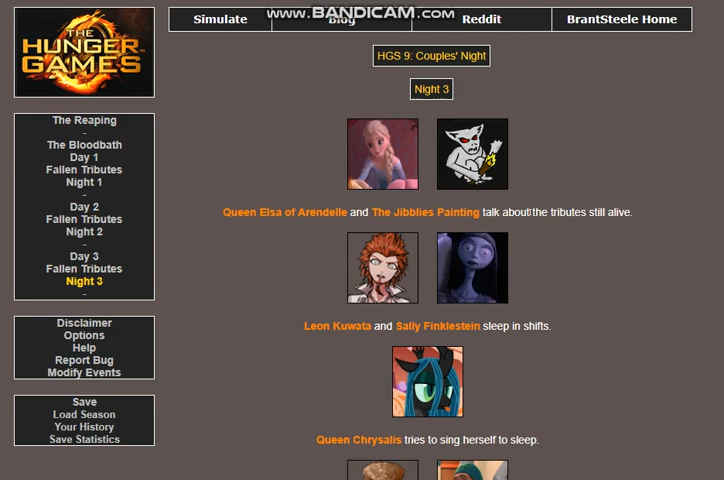 www.BANDICAM.com
THE
HUNGER
GAMES
Simulate
Blog
Reddit
BrantSteele Home
HGS 9: Couples' Night
Night 3
The Reaping
-
The Bloodbath
Day 1
Fallen Tributes
Night 1
-
Day 2
Fallen Tributes
Night 2
-
Day 3
Fallen Tributes
Night 3
-
Disclaimer
Options
Help
Report Bug
Modify Events
Save
Load Season
Your History
Save Statistics
Queen Elsa of Arendelle and The Jibblies Painting talk about the tributes still alive.
Leon Kuwata and Sally Finklestein sleep in shifts.
Queen Chrysalis tries to sing herself to sleep.